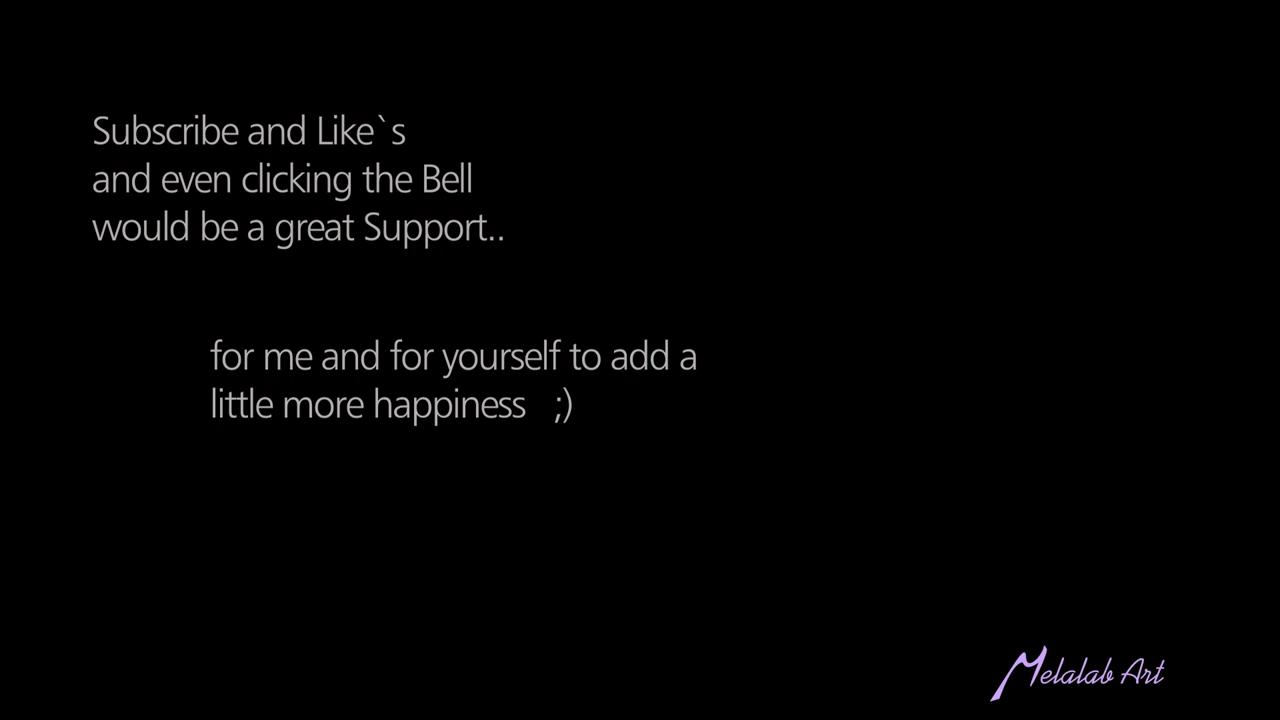 Subscribe and Like`s
and even clicking the Bell
would be a great Support..
for me and for yourself to add a
little more happiness ;)
Melalab Art